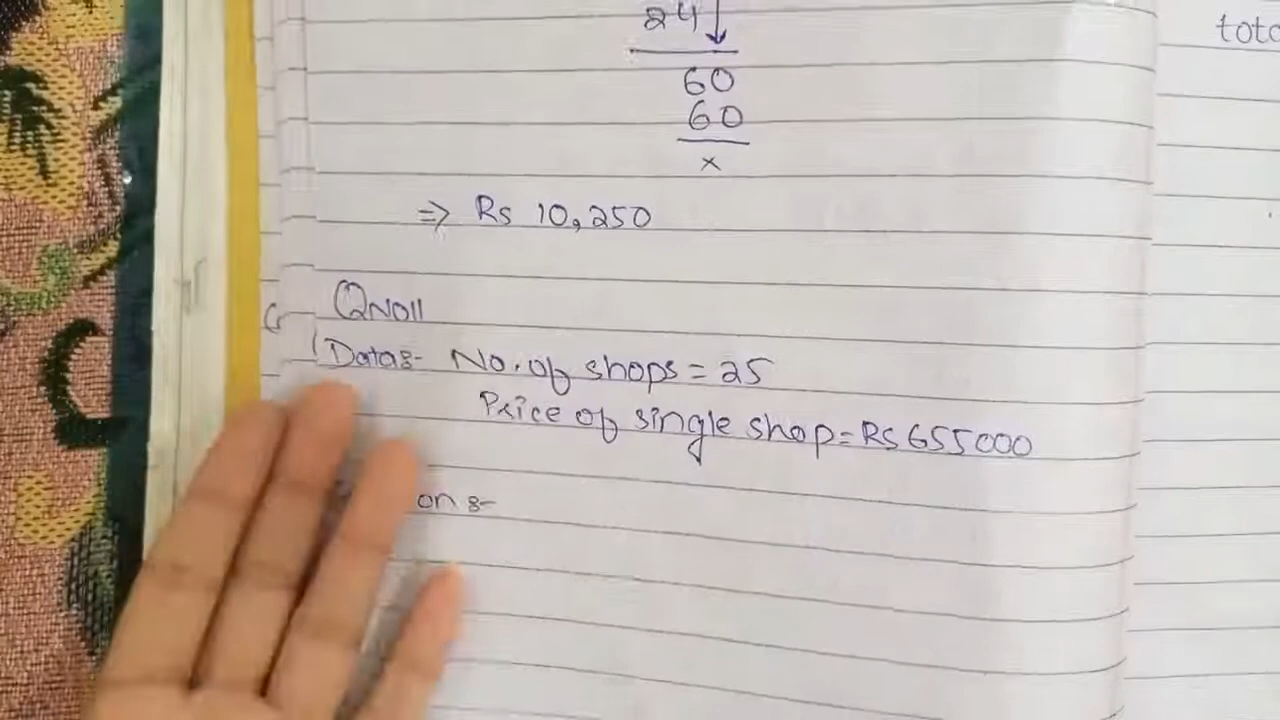 24
60
60
x
⇒ Rs 10,250
QNo11
Data:- No. of shops = 25
Price of single shop = Rs 655000
on :-